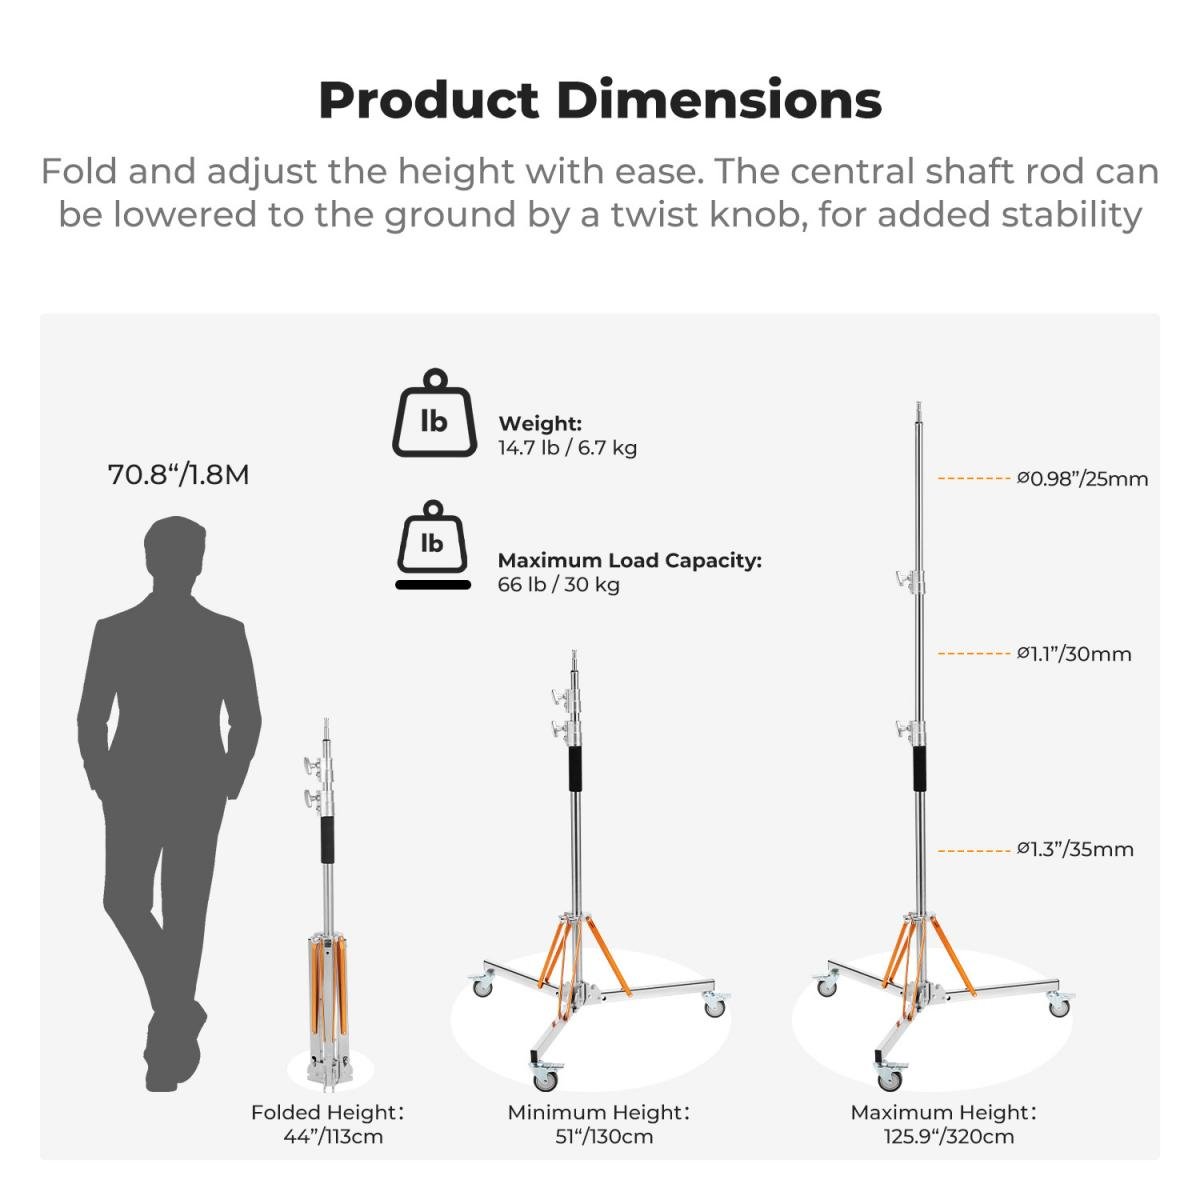 Product Dimensions
Fold and adjust the height with ease. The central shaft rod can
be lowered to the ground by a twist knob, for added stability
lb
Weight:
14.7 lb / 6.7 kg
70.8“/1.8M
lb
Maximum Load Capacity:
66 lb / 30 kg
⌀0.98”/25mm
⌀1.1”/30mm
⌀1.3”/35mm
Folded Height:
44”/113cm
Minimum Height:
51“/130cm
Maximum Height:
125.9“/320cm